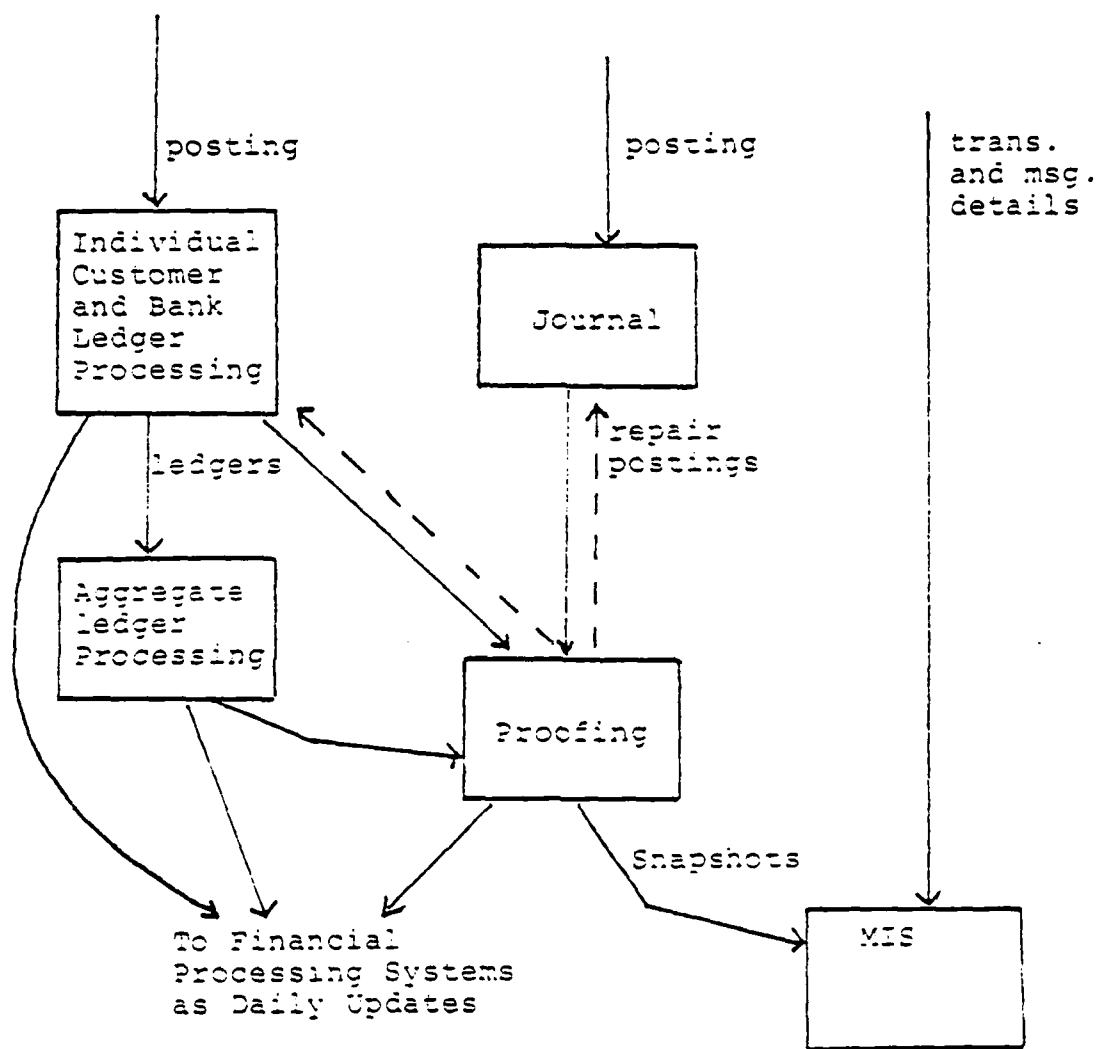 posting
posting
trans.
and msg.
details
Individual
Customer
and Bank
Ledger
Processing
Journal
ledgers
repair
postings
Aggregate
ledger
Processing
Proofing
Snapshots
To Financial
Processing Systems
as Daily Updates
MIS